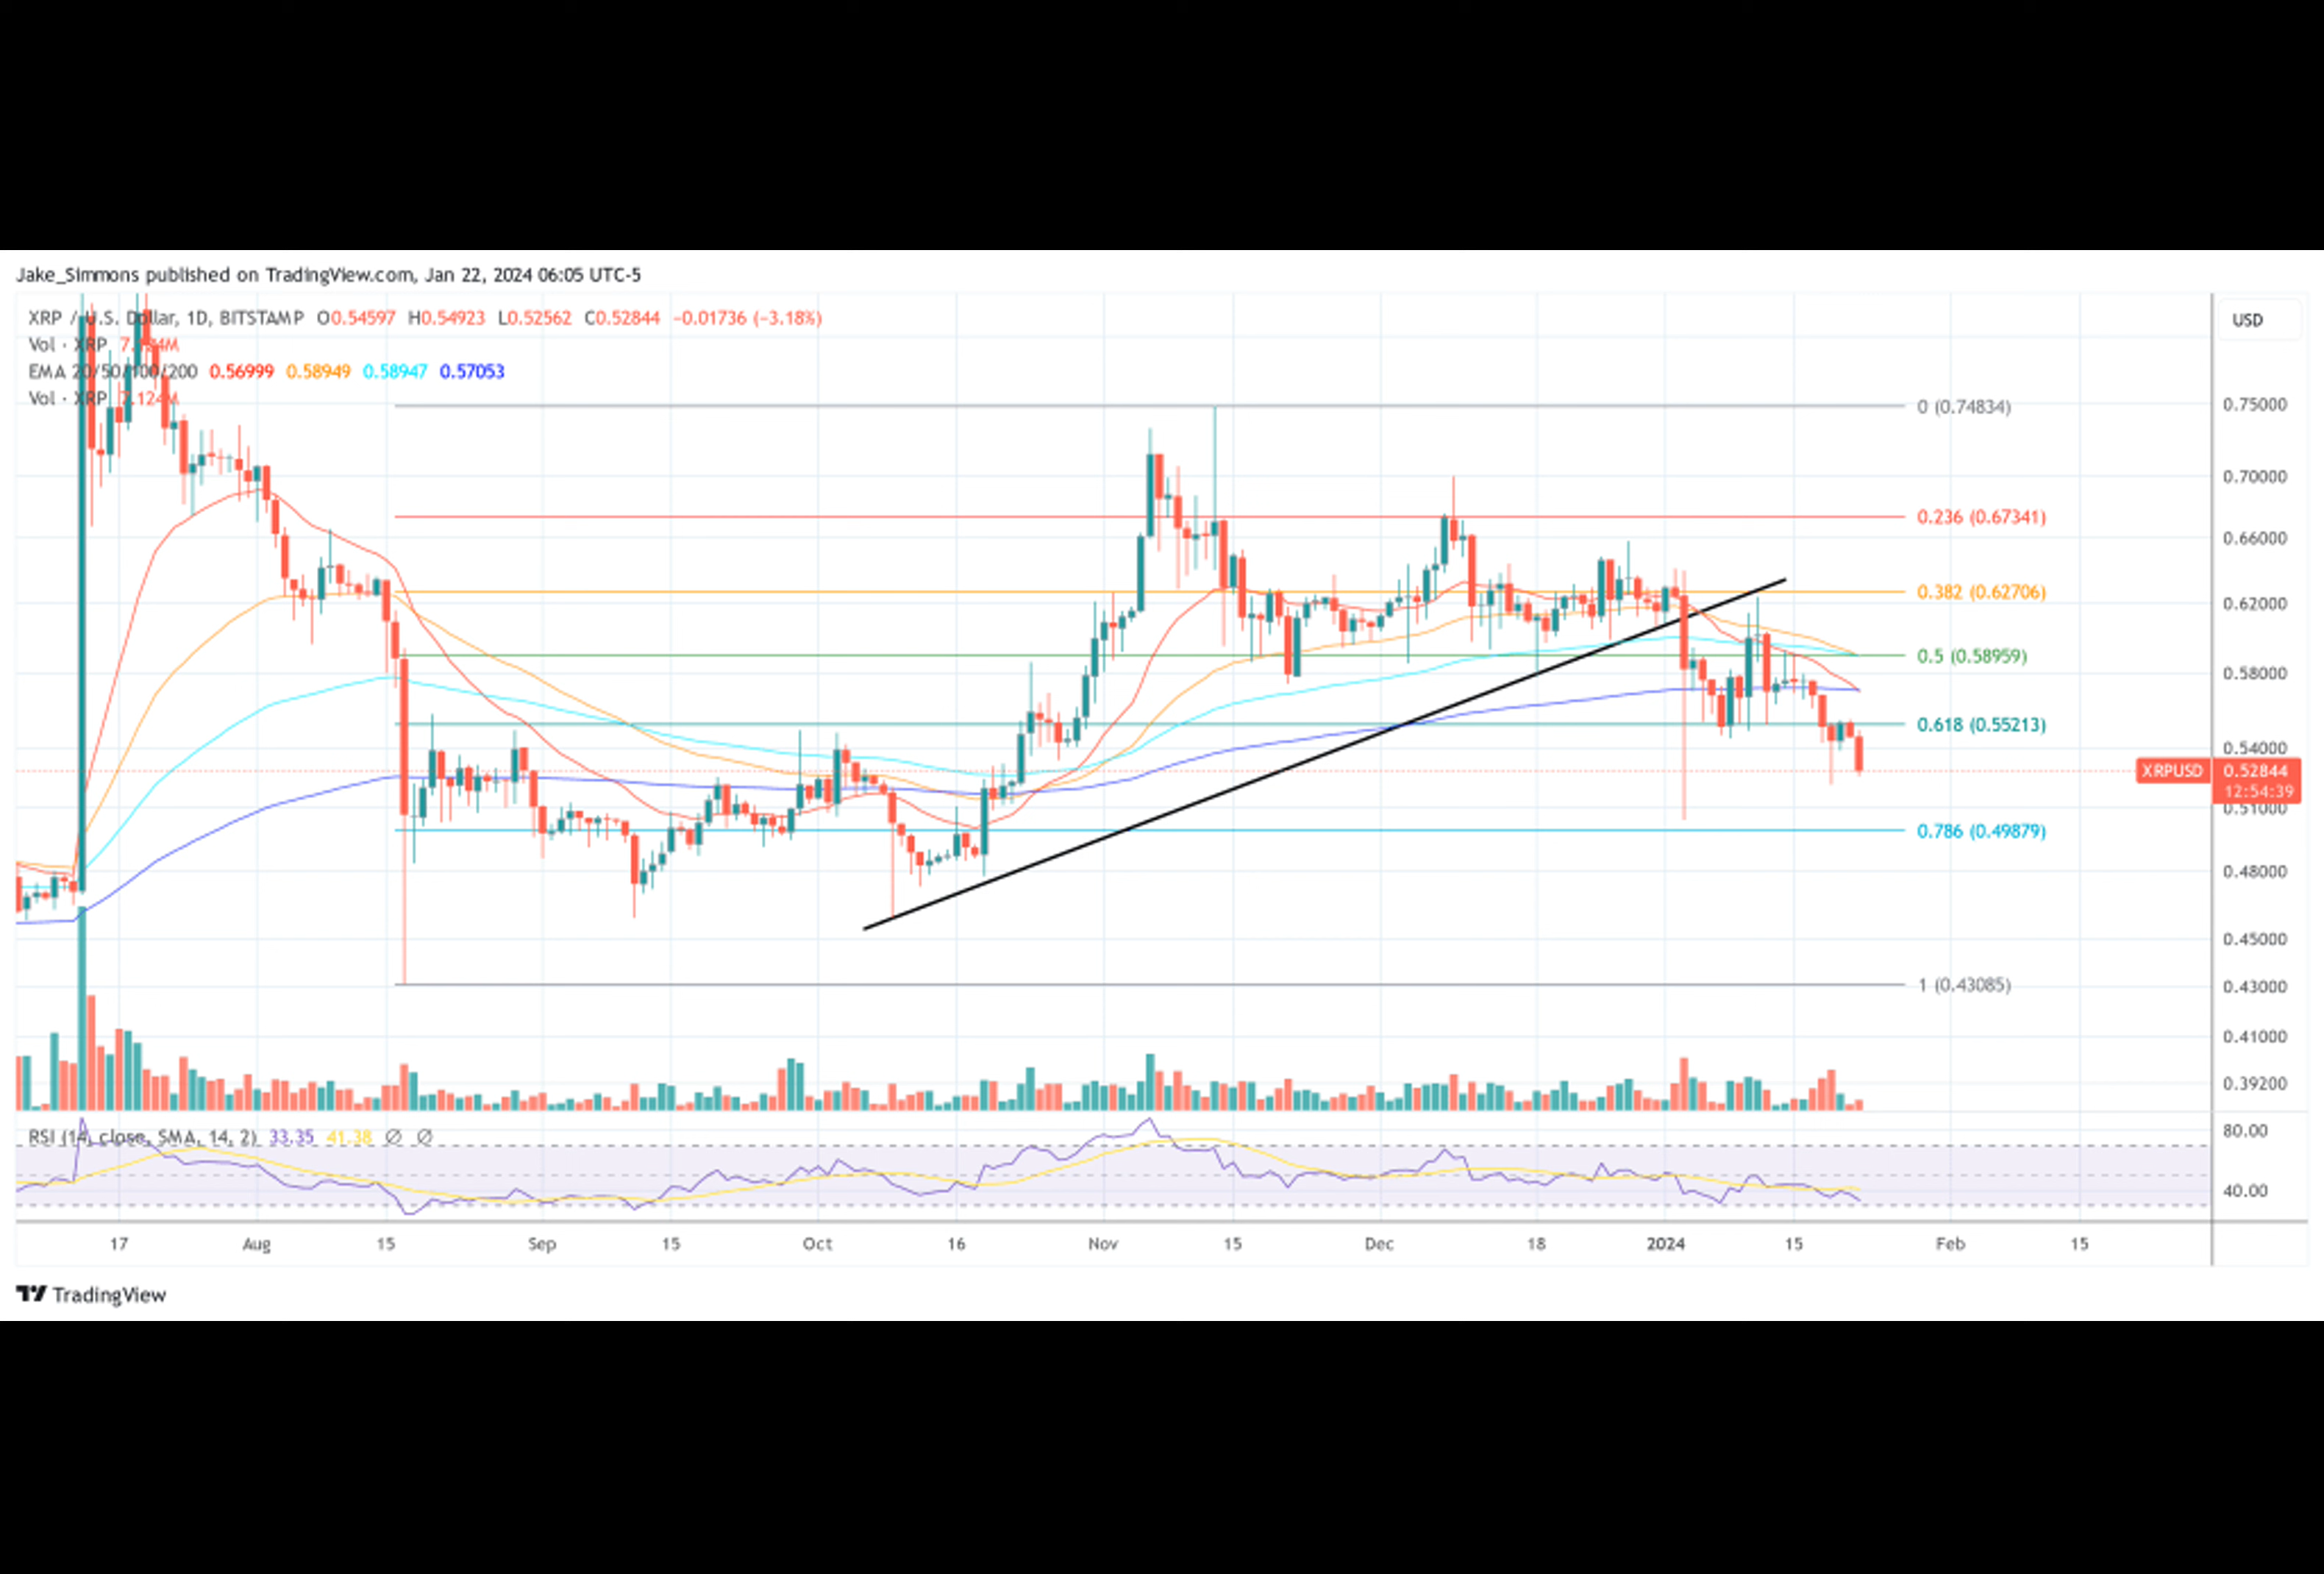 Jake_Simmons published on TradingView.com, Jan 22, 2024 06:05 UTC-5
XRP / U.S. Dollar, 1D, BITSTAMP O0.54597 H0.54923 L0.52562 C0.52844 −0.01736 (−3.18%)
USD
Vol · XRP
EMA 20/50/100/200 0.56999 0.58949 0.58947 0.57053
Vol · XRP 7.124M
0 (0.74834)
0.75000
0.70000
0.236 (0.67341)
0.66000
0.382 (0.62706)
0.62000
0.5 (0.58959)
0.58000
0.618 (0.55213)
0.54000
XRPUSD 0.52844
12:54:39
0.51000
0.786 (0.49879)
0.48000
0.45000
1 (0.43085)
0.43000
0.41000
0.39200
RSI (14, close, SMA, 14, 2) 33.35 41.38 ∅ ∅
80.00
40.00
17 Aug 15 Sep 15 Oct 16 Nov 15 Dec 18 2024 15 Feb 15
TradingView